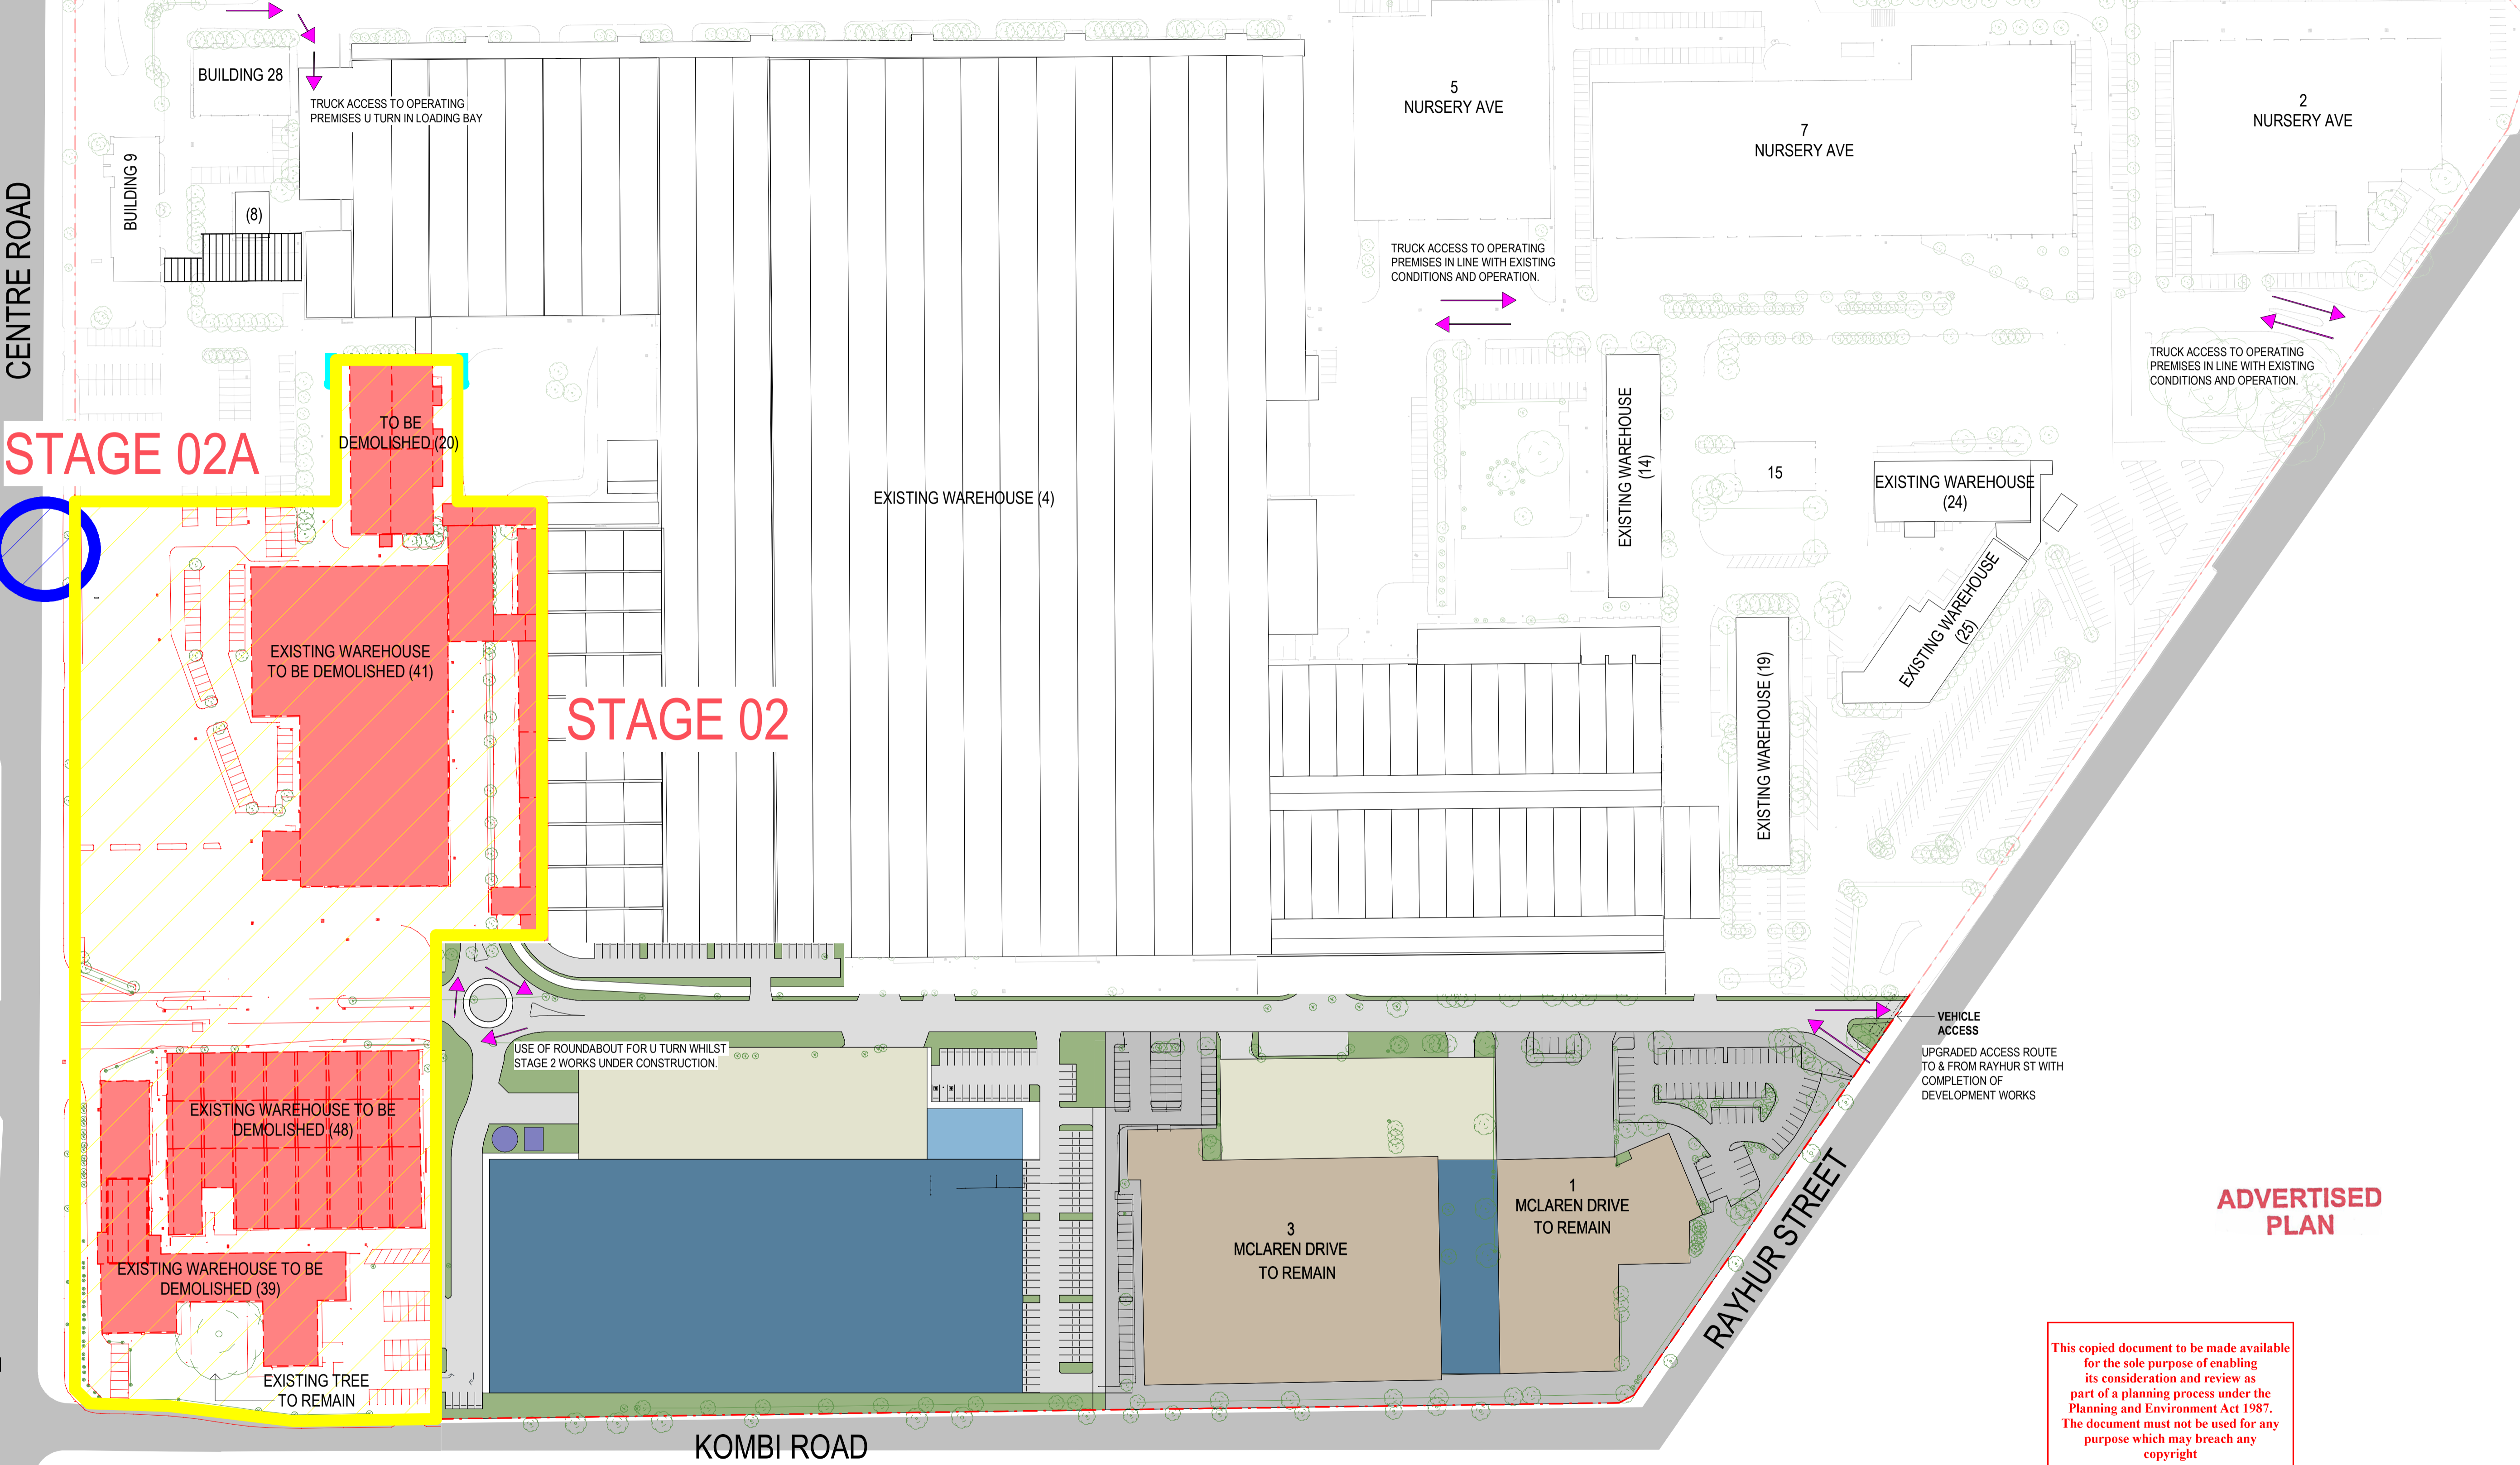 BUILDING 28
TRUCK ACCESS TO OPERATING
PREMISES U TURN IN LOADING BAY
BUILDING 9
(8)
CENTRE ROAD
5
NURSERY AVE
7
NURSERY AVE
2
NURSERY AVE
TRUCK ACCESS TO OPERATING
PREMISES IN LINE WITH EXISTING
CONDITIONS AND OPERATION.
TRUCK ACCESS TO OPERATING
PREMISES IN LINE WITH EXISTING
CONDITIONS AND OPERATION.
TO BE
DEMOLISHED (20)
STAGE 02A
EXISTING WAREHOUSE (4)
EXISTING WAREHOUSE
(14)
15
EXISTING WAREHOUSE
(24)
EXISTING WAREHOUSE
(25)
EXISTING WAREHOUSE
TO BE DEMOLISHED (41)
STAGE 02
EXISTING WAREHOUSE (19)
VEHICLE
ACCESS
UPGRADED ACCESS ROUTE
TO & FROM RAYHUR ST WITH
COMPLETION OF
DEVELOPMENT WORKS
USE OF ROUNDABOUT FOR U TURN WHILST
STAGE 2 WORKS UNDER CONSTRUCTION.
EXISTING WAREHOUSE TO BE
DEMOLISHED (48)
EXISTING WAREHOUSE TO BE
DEMOLISHED (39)
EXISTING TREE
TO REMAIN
3
MCLAREN DRIVE
TO REMAIN
1
MCLAREN DRIVE
TO REMAIN
RAYHUR STREET
KOMBI ROAD
ADVERTISED
PLAN
This copied document to be made available
for the sole purpose of enabling
its consideration and review as
part of a planning process under the
Planning and Environment Act 1987.
The document must not be used for any
purpose which may breach any
copyright